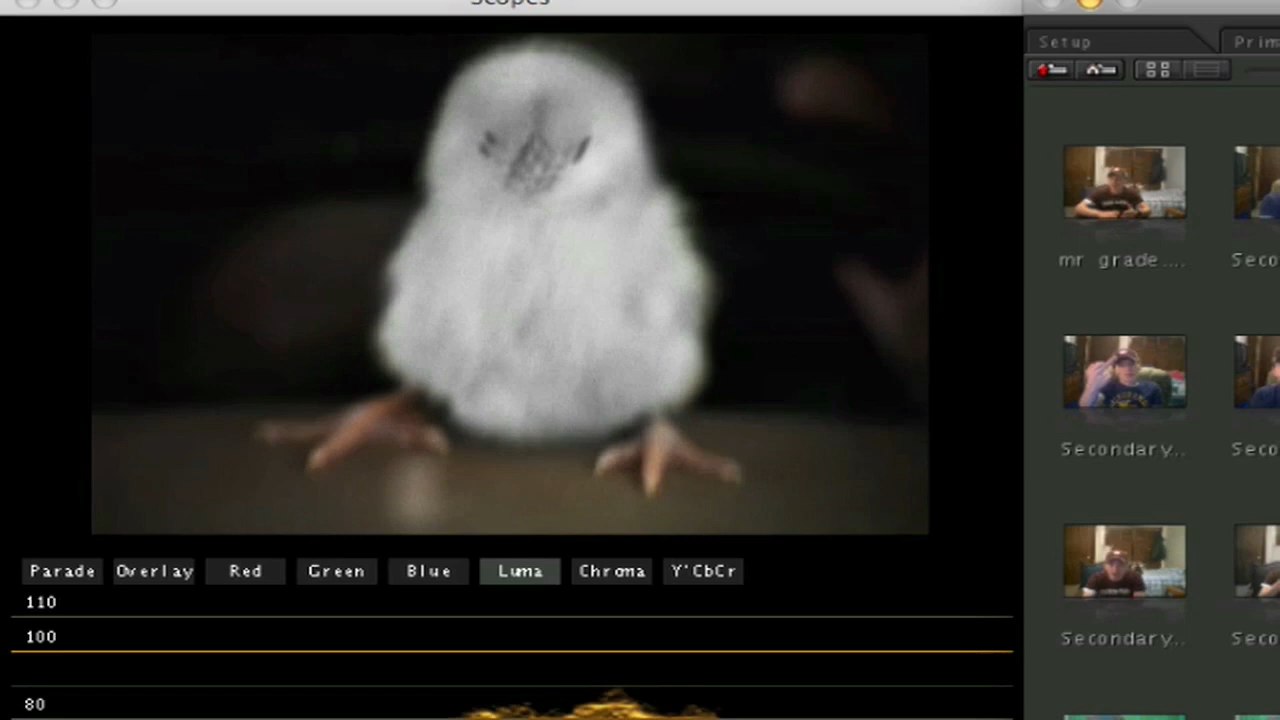 Scopes
Setup
Prim
mr grade....
Seco
Secondary...
Seco
Parade Overlay Red Green Blue Luma Chroma Y'CbCr
110
100
Secondary...
Seco
80